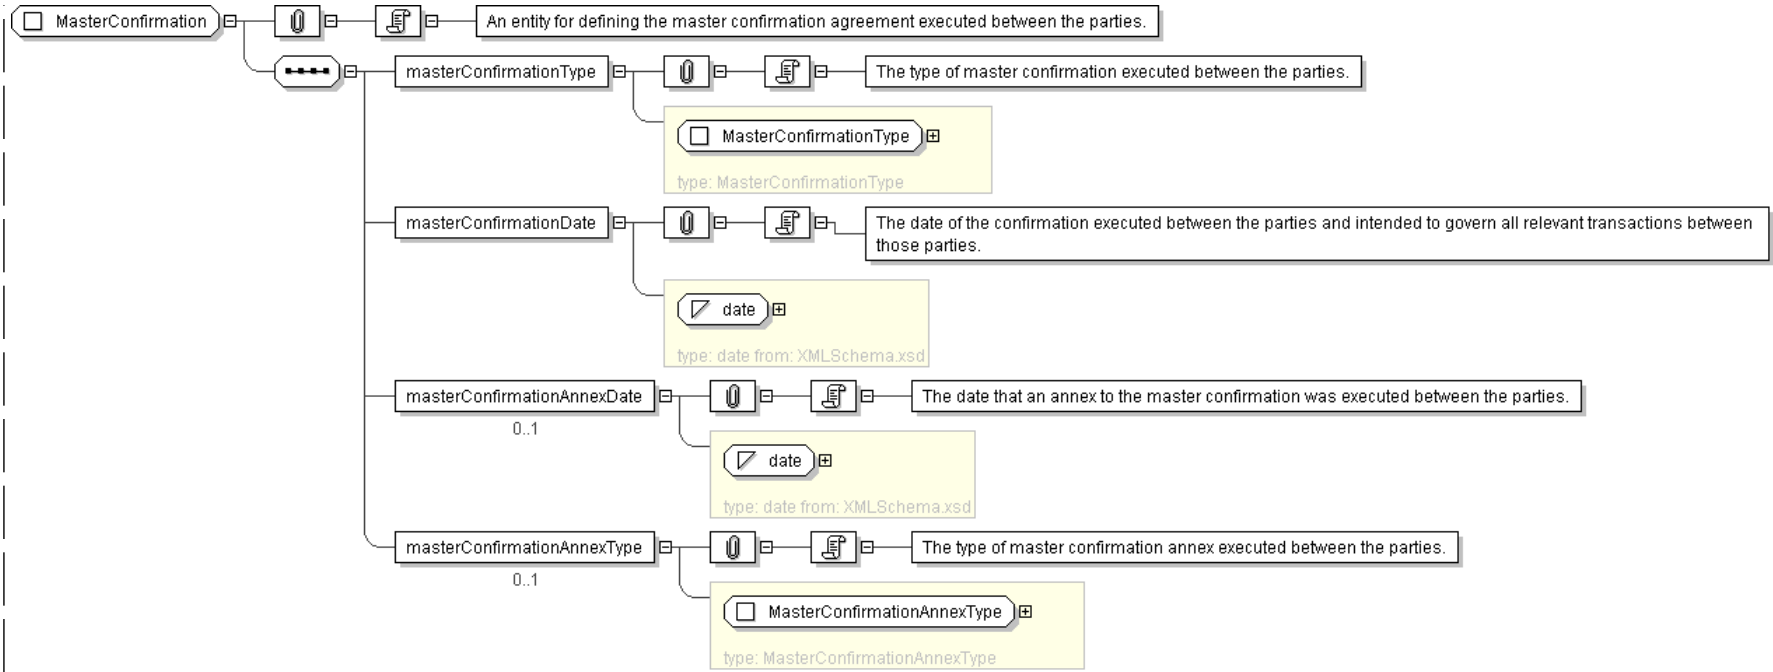 MasterConfirmation
An entity for defining the master confirmation agreement executed between the parties.
masterConfirmationType
The type of master confirmation executed between the parties.
MasterConfirmationType
type: MasterConfirmationType
masterConfirmationDate
The date of the confirmation executed between the parties and intended to govern all relevant transactions between
those parties.
date
type: date from: XMLSchema.xsd
masterConfirmationAnnexDate
The date that an annex to the master confirmation was executed between the parties.
0..1
date
type: date from: XMLSchema.xsd
masterConfirmationAnnexType
The type of master confirmation annex executed between the parties.
0..1
MasterConfirmationAnnexType
type: MasterConfirmationAnnexType